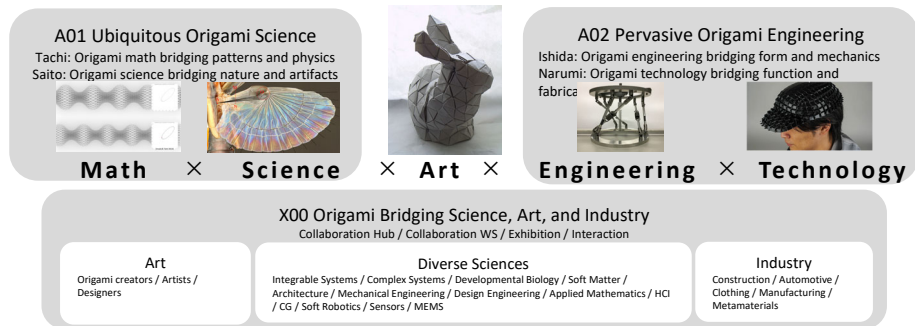 A01 Ubiquitous Origami Science
Tachi: Origami math bridging patterns and physics
Saito: Origami science bridging nature and artifacts
A02 Pervasive Origami Engineering
Ishida: Origami engineering bridging form and mechanics
Narumi: Origami technology bridging function and
fabrica
Math × Science × Art × Engineering × Technology
X00 Origami Bridging Science, Art, and Industry
Collaboration Hub / Collaboration WS / Exhibition / Interaction
Art
Origami creators / Artists /
Designers
Diverse Sciences
Integrable Systems / Complex Systems / Developmental Biology / Soft Matter /
Architecture / Mechanical Engineering / Design Engineering / Applied Mathematics / HCI
/ CG / Soft Robotics / Sensors / MEMS
Industry
Construction / Automotive /
Clothing / Manufacturing /
Metamaterials